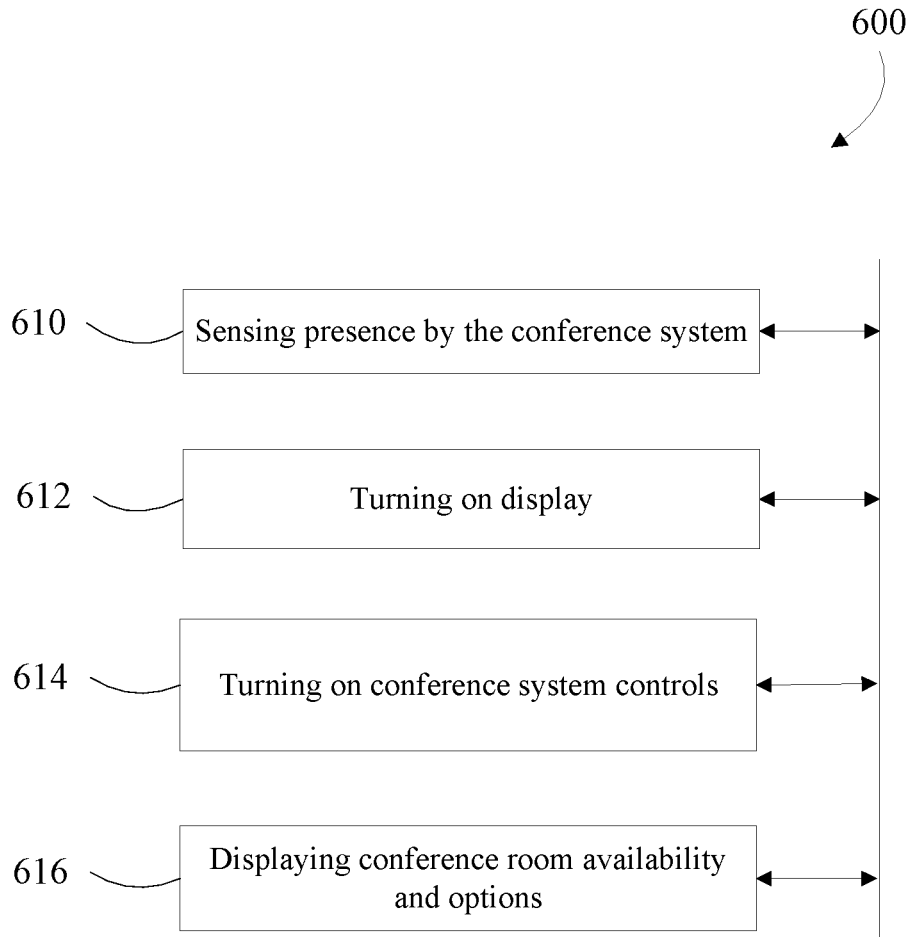 600
610
Sensing presence by the conference system
612
Turning on display
614
Turning on conference system controls
616
Displaying conference room availability
and options